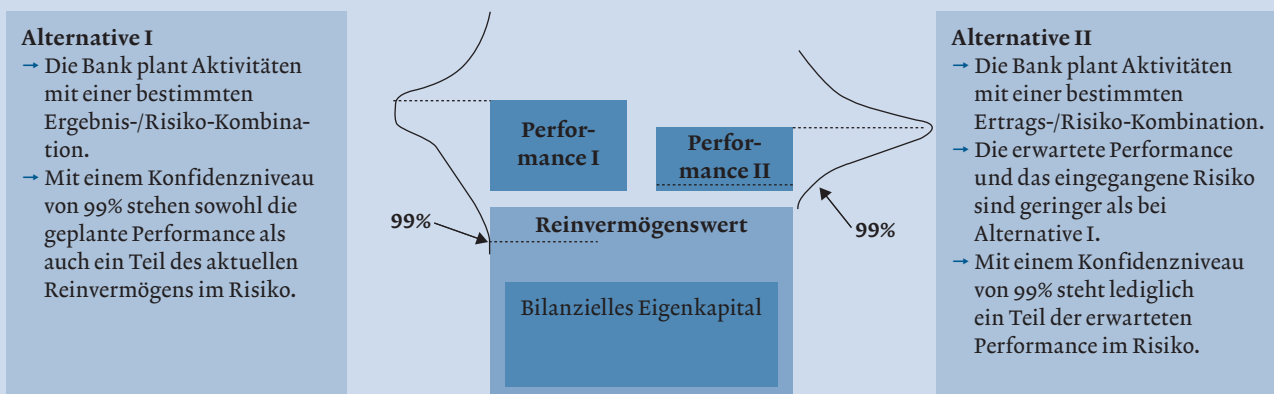 Alternative I
→ Die Bank plant Aktivitäten
mit einer bestimmten
Ergebnis-/Risiko-Kombina-
tion.
→ Mit einem Konfidenzniveau
von 99% stehen sowohl die
geplante Performance als
auch ein Teil des aktuellen
Reinvermögens im Risiko.
Perfor-
mance I
Perfor-
mance II
99%
Reinvermögenswert
99%
Bilanzielles Eigenkapital
Alternative II
→ Die Bank plant Aktivitäten
mit einer bestimmten
Ertrags-/Risiko-Kombination.
→ Die erwartete Performance
und das eingegangene Risiko
sind geringer als bei
Alternative I.
→ Mit einem Konfidenzniveau
von 99% steht lediglich
ein Teil der erwarteten
Performance im Risiko.